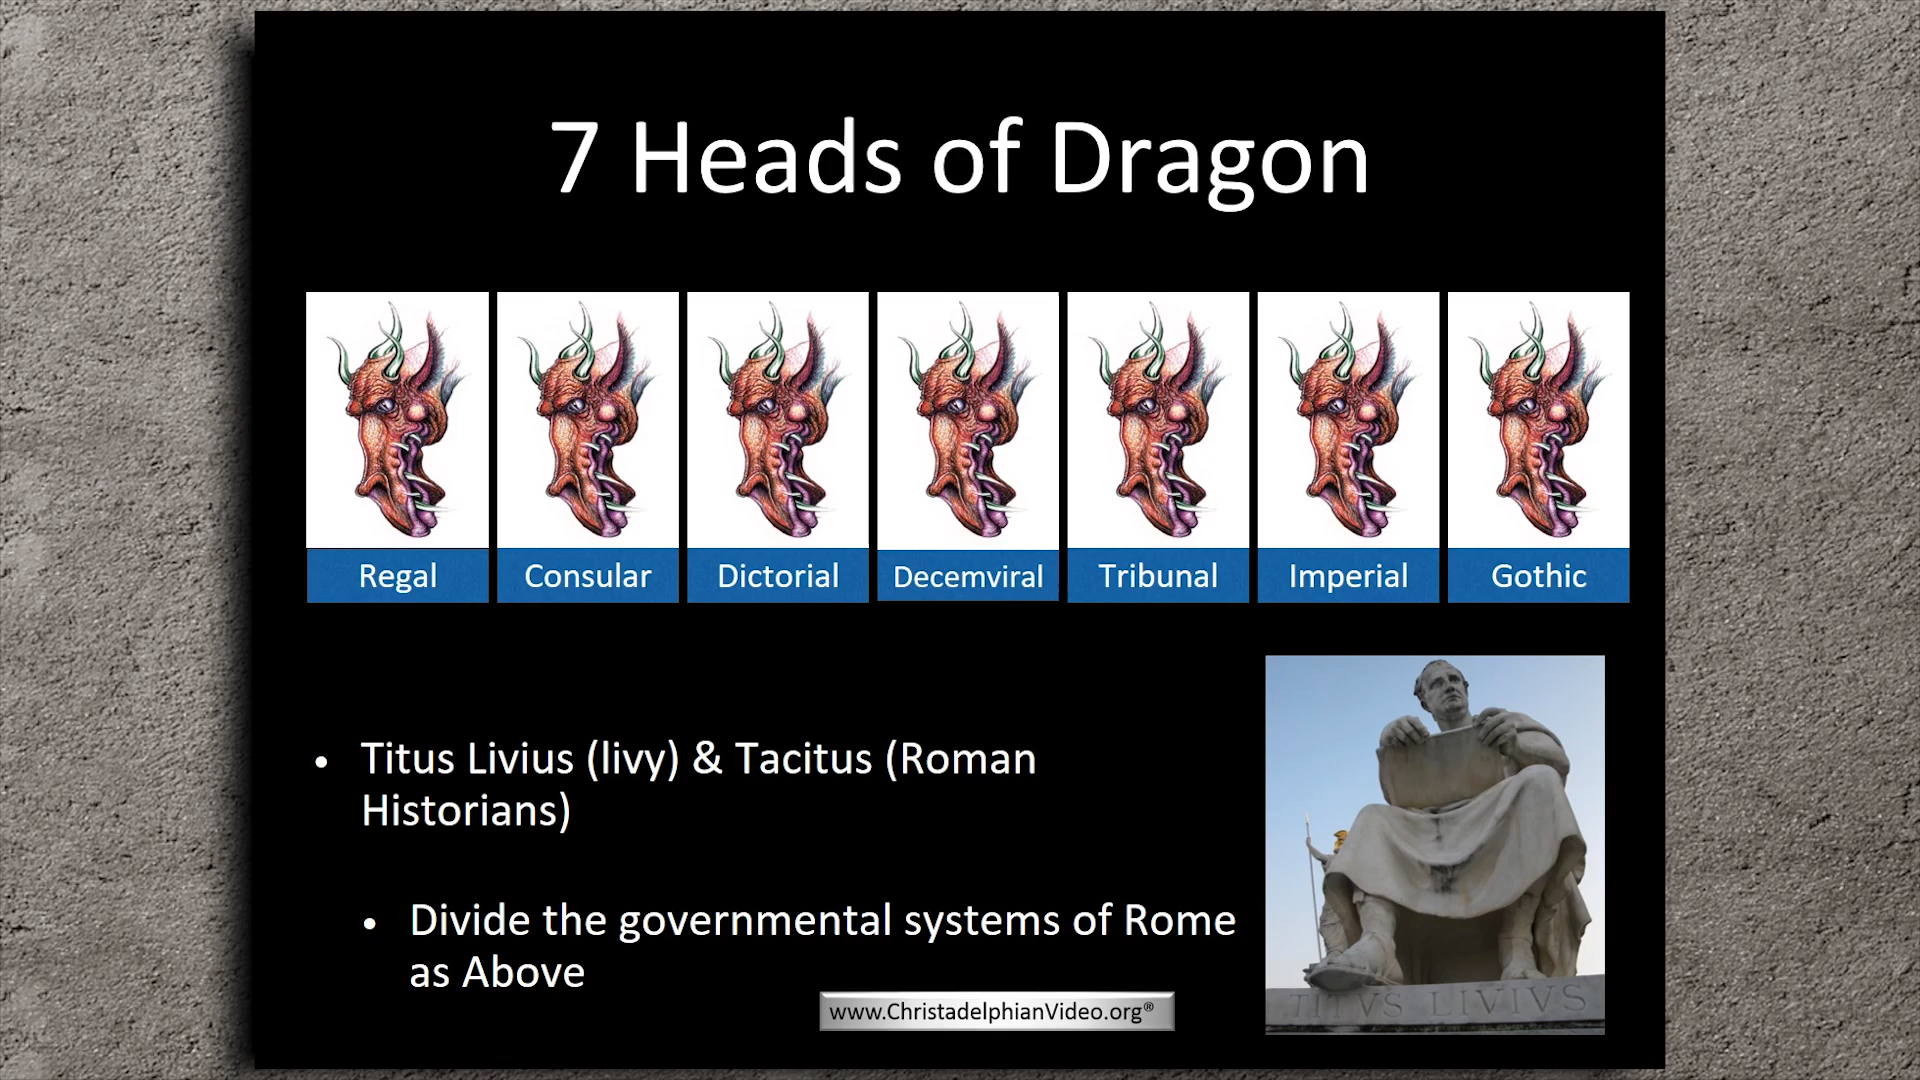 7 Heads of Dragon
Regal
Consular
Dictorial
Decemviral
Tribunal
Imperial
Gothic
• Titus Livius (livy) & Tacitus (Roman
Historians)
• Divide the governmental systems of Rome
as Above
TITVS LIVIVS
www.ChristadelphianVideo.org®